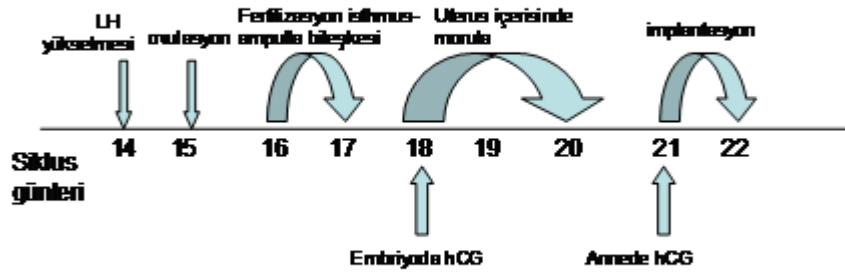 LH
yükselmesi
ovulasyon
Fertilizasyon isthmus-
ampulla bileşkesi
Uterus içerisinde
morula
implantasyon
14 15 16 17 18 19 20 21 22
Siklus
günleri
Embriyoda hCG
Annede hCG